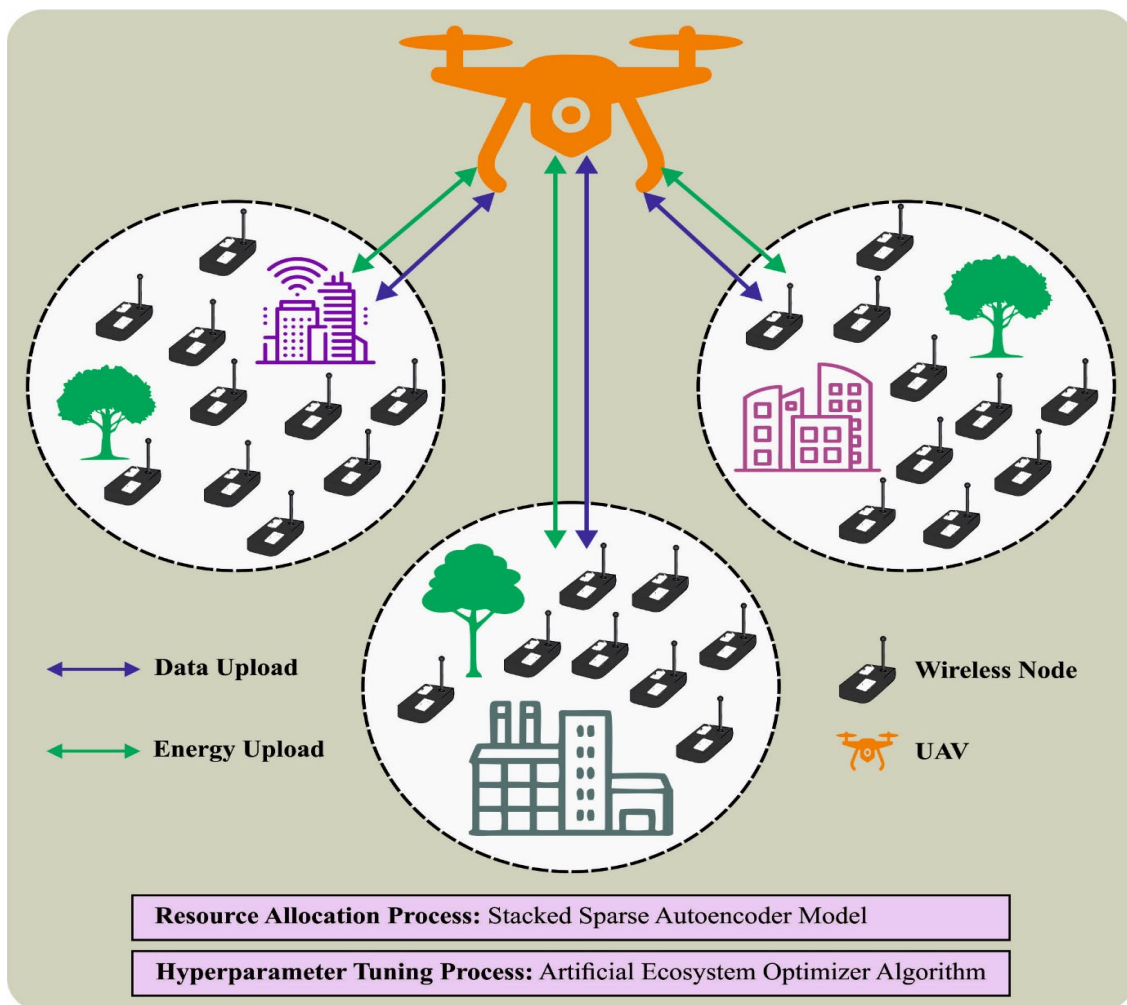 Data Upload
Energy Upload
Wireless Node
UAV
Resource Allocation Process: Stacked Sparse Autoencoder Model
Hyperparameter Tuning Process: Artificial Ecosystem Optimizer Algorithm